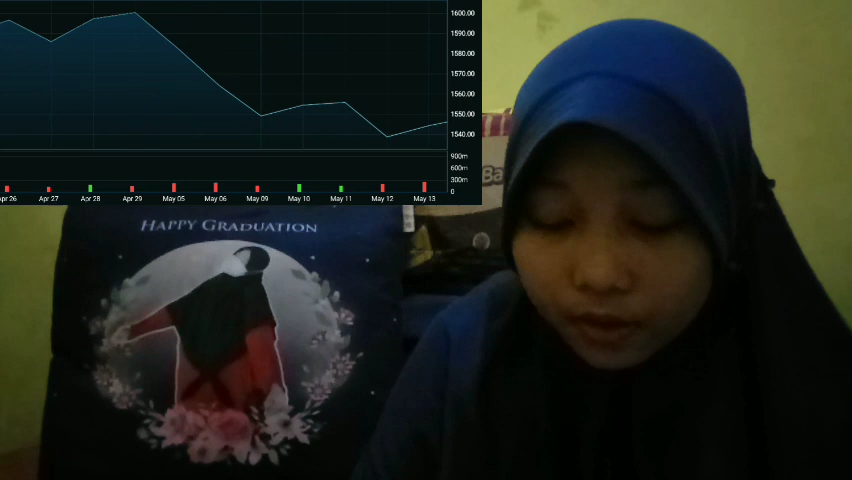 1600.00
1590.00
1580.00
1570.00
1560.00
1550.00
1540.00
900m
600m
300m
0
pr 26 Apr 27 Apr 28 Apr 29 May 05 May 06 May 09 May 10 May 11 May 12 May 13
HAPPY GRADUATION
Ba